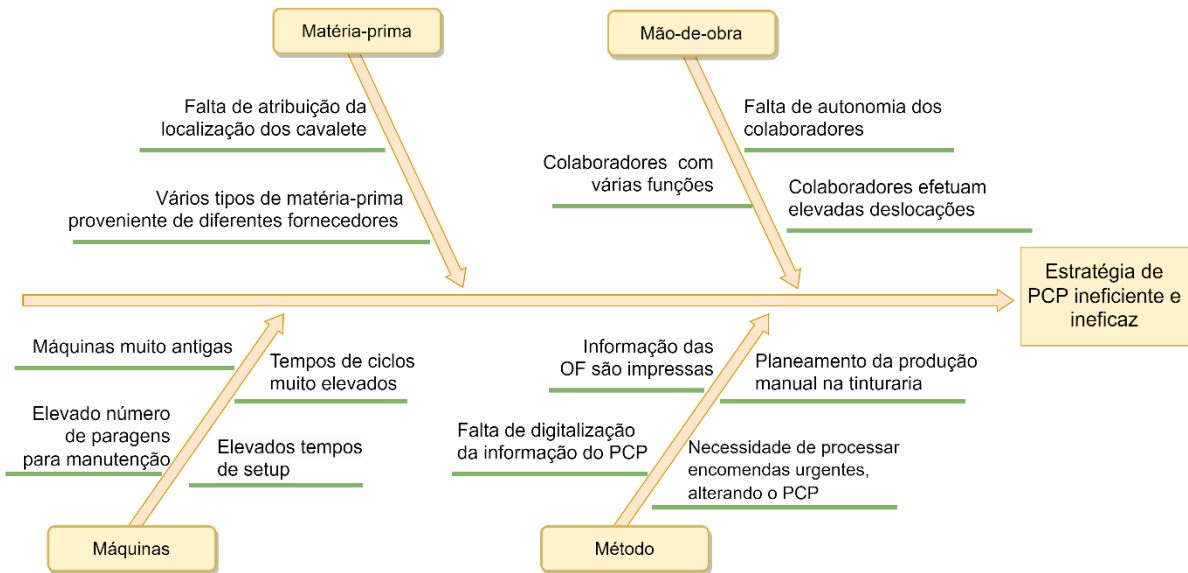 Matéria-prima
Mão-de-obra
Falta de atribuição da
localização dos cavalete
Vários tipos de matéria-prima
proveniente de diferentes fornecedores
Falta de autonomia dos
colaboradores
Colaboradores com
várias funções
Colaboradores efetuam
elevadas deslocações
Estratégia de
PCP ineficiente e
ineficaz
Máquinas muito antigas
Tempos de ciclos
muito elevados
Elevado número
de paragens
para manutenção
Elevados tempos
de setup
Informação das
OF são impressas
Planeamento da produção
manual na tinturaria
Falta de digitalização
da informação do PCP
Necessidade de processar
encomendas urgentes,
alterando o PCP
Máquinas
Método